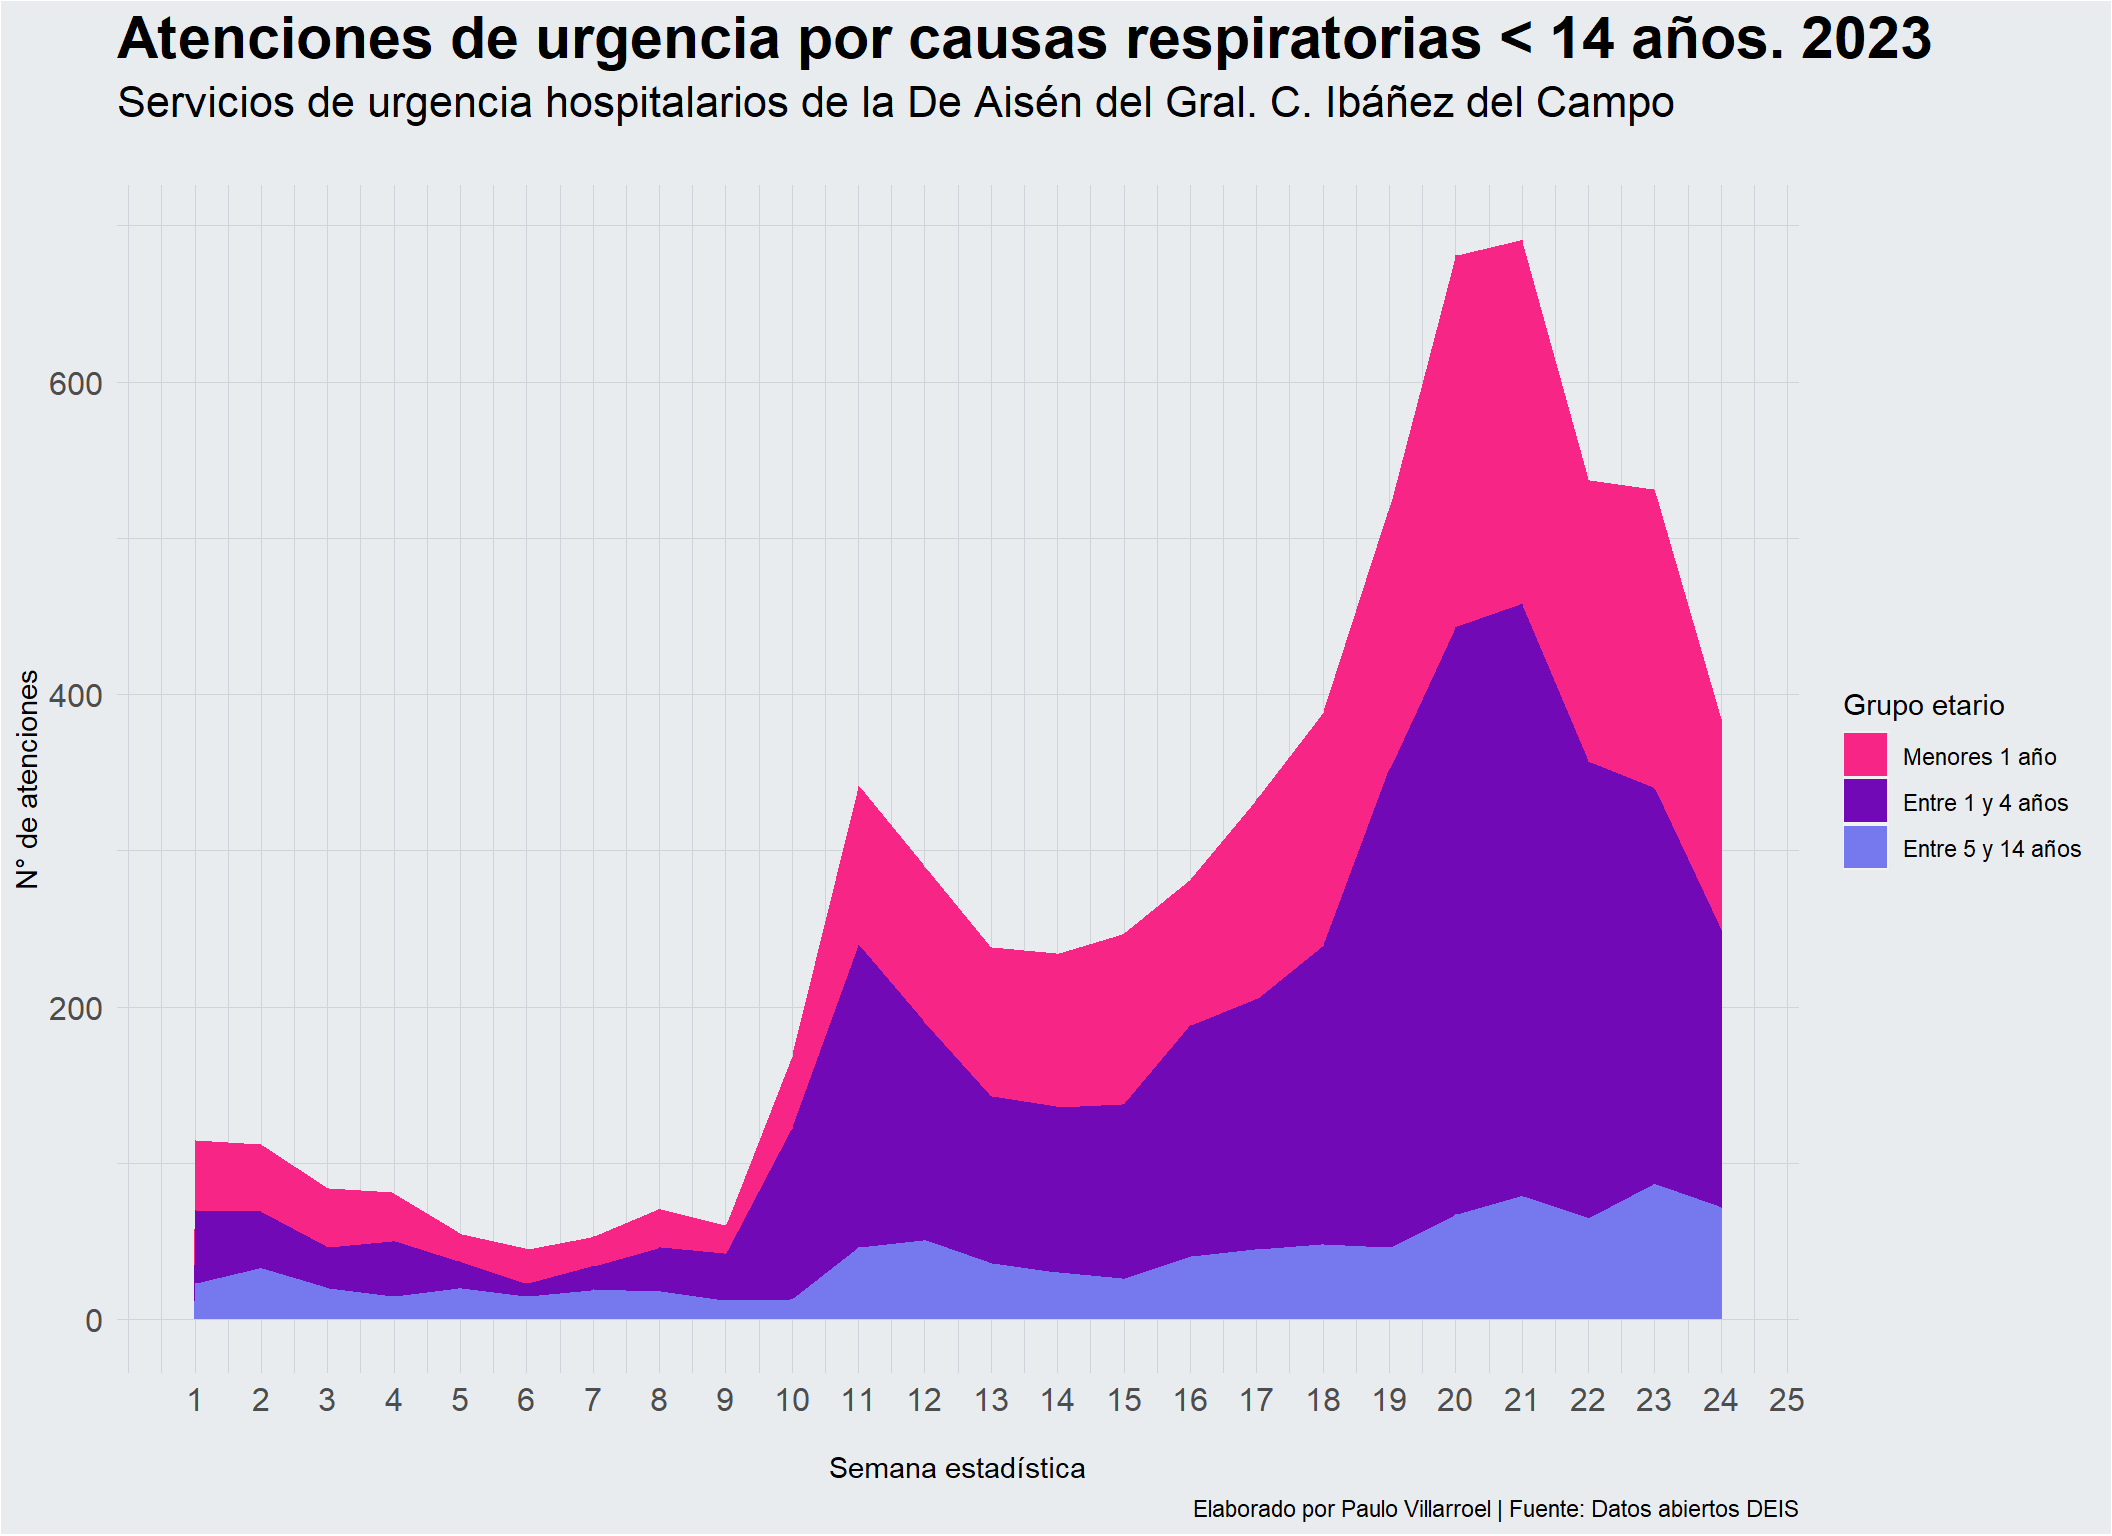 Atenciones de urgencia por causas respiratorias < 14 años. 2023
Servicios de urgencia hospitalarios de la De Aisén del Gral. C. Ibáñez del Campo
600
400
200
0
N° de atenciones
1 2 3 4 5 6 7 8 9 10 11 12 13 14 15 16 17 18 19 20 21 22 23 24 25
Semana estadística
Grupo etario
Menores 1 año
Entre 1 y 4 años
Entre 5 y 14 años
Elaborado por Paulo Villarroel | Fuente: Datos abiertos DEIS